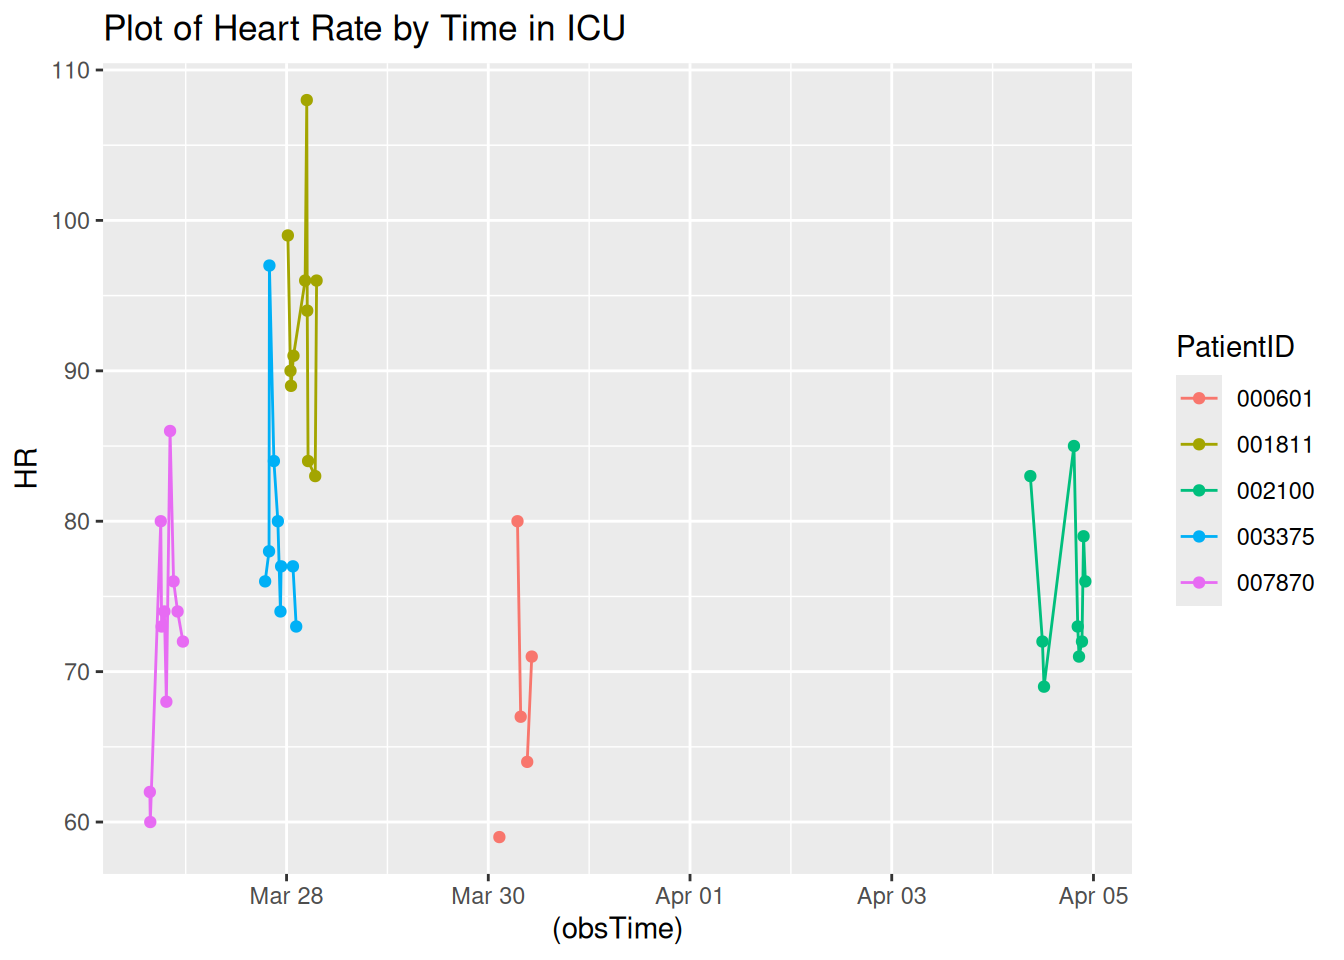 Plot of Heart Rate by Time in ICU
110
100
90
80
70
60
HR
Mar 28
Mar 30
Apr 01
Apr 03
Apr 05
(obsTime)
PatientID
000601
001811
002100
003375
007870